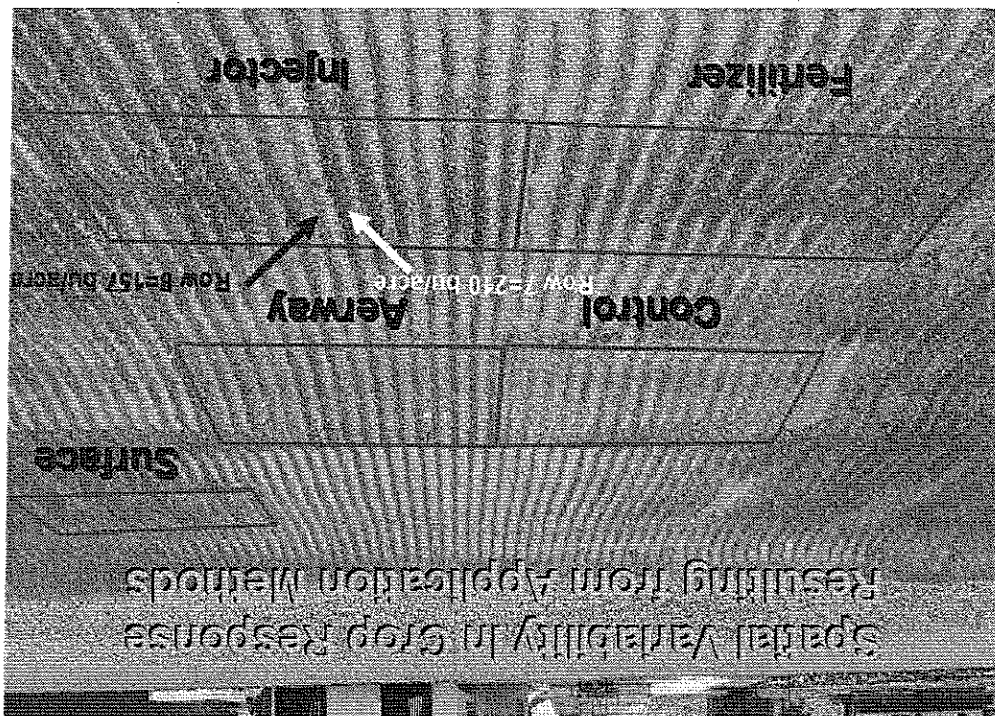 Spatial Variability in Crop Response
Resulting from Application Methods
Surface
Control
Aerway
Row 7=210 bu/acre
Row 8=157 bu/acre
Fertilizer
Injector